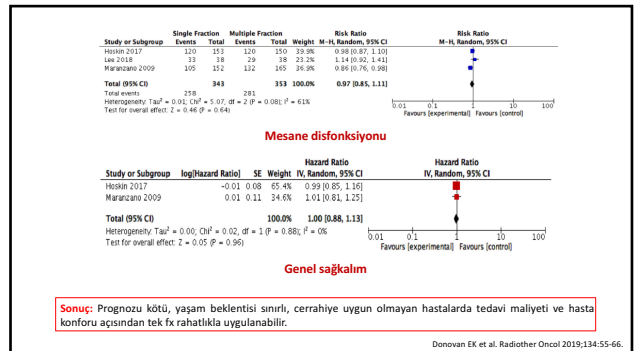 Single Fraction Multiple Fraction Risk Ratio Risk Ratio
Study or Subgroup Events Total Events Total Weight M-H, Random, 95% CI M-H, Random, 95% CI
Hoskin 2017 120 153 120 150 39.9% 0.98 [0.87, 1.10]
Lee 2018 33 38 29 38 23.2% 1.14 [0.92, 1.41]
Maranzano 2009 105 152 132 165 36.9% 0.86 [0.76, 0.98]
Total (95% CI) 343 353 100.0% 0.97 [0.85, 1.11]
Total events 258 281
Heterogeneity: Tau² = 0.01; Chi² = 5.07, df = 2 (P = 0.08); I² = 61%
Test for overall effect: Z = 0.46 (P = 0.64)
0.01 0.1 1 10 100
Favours [experimental] Favours [control]
Mesane disfonksiyonu
Hazard Ratio Hazard Ratio
Study or Subgroup log[Hazard Ratio] SE Weight IV, Random, 95% CI IV, Random, 95% CI
Hoskin 2017 -0.01 0.08 65.4% 0.99 [0.85, 1.16]
Maranzano 2009 0.01 0.11 34.6% 1.01 [0.81, 1.25]
Total (95% CI) 100.0% 1.00 [0.88, 1.13]
Heterogeneity: Tau² = 0.00; Chi² = 0.02, df = 1 (P = 0.88); I² = 0%
Test for overall effect: Z = 0.05 (P = 0.96)
0.01 0.1 1 10 100
Favours [experimental] Favours [control]
Genel sağkalım
Sonuç: Prognozu kötü, yaşam beklentisi sınırlı, cerrahiye uygun olmayan hastalarda tedavi maliyeti ve hasta
konforu açısından tek fx rahatlıkla uygulanabilir.
Donovan EK et al. Radiother Oncol 2019;134:55-66.